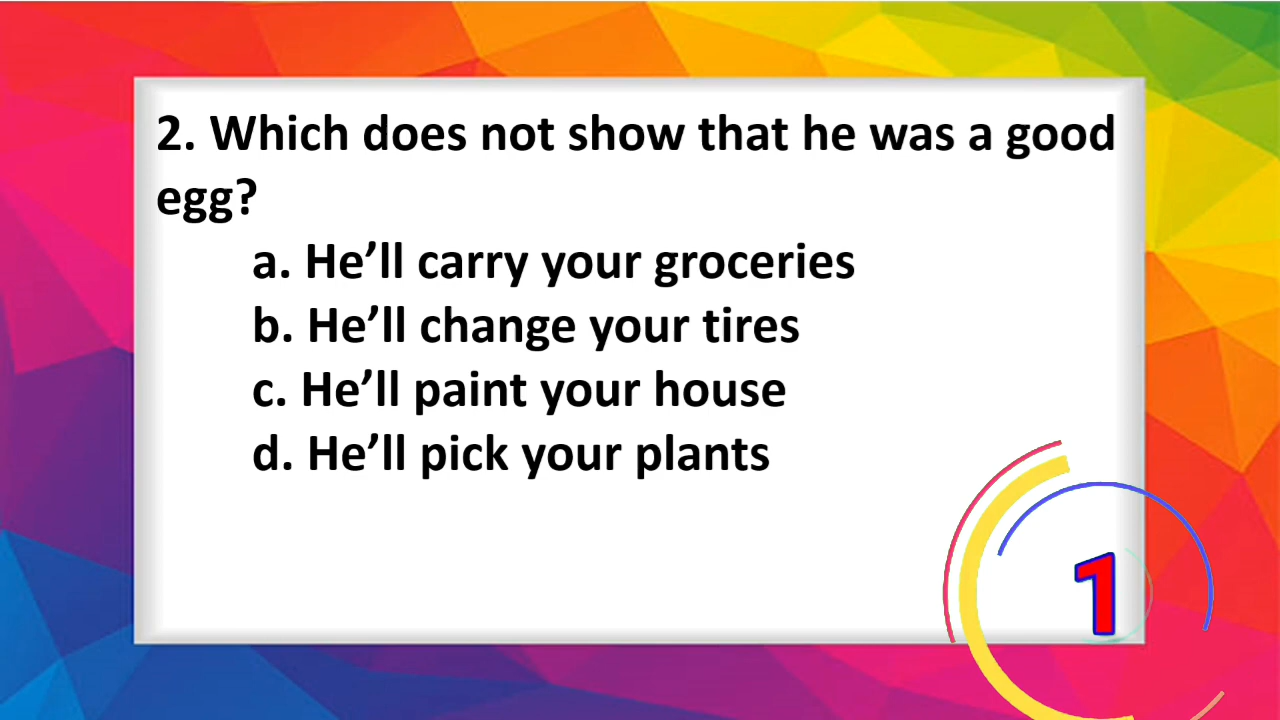 2. Which does not show that he was a good
egg?
a. He’ll carry your groceries
b. He’ll change your tires
c. He’ll paint your house
d. He’ll pick your plants
1